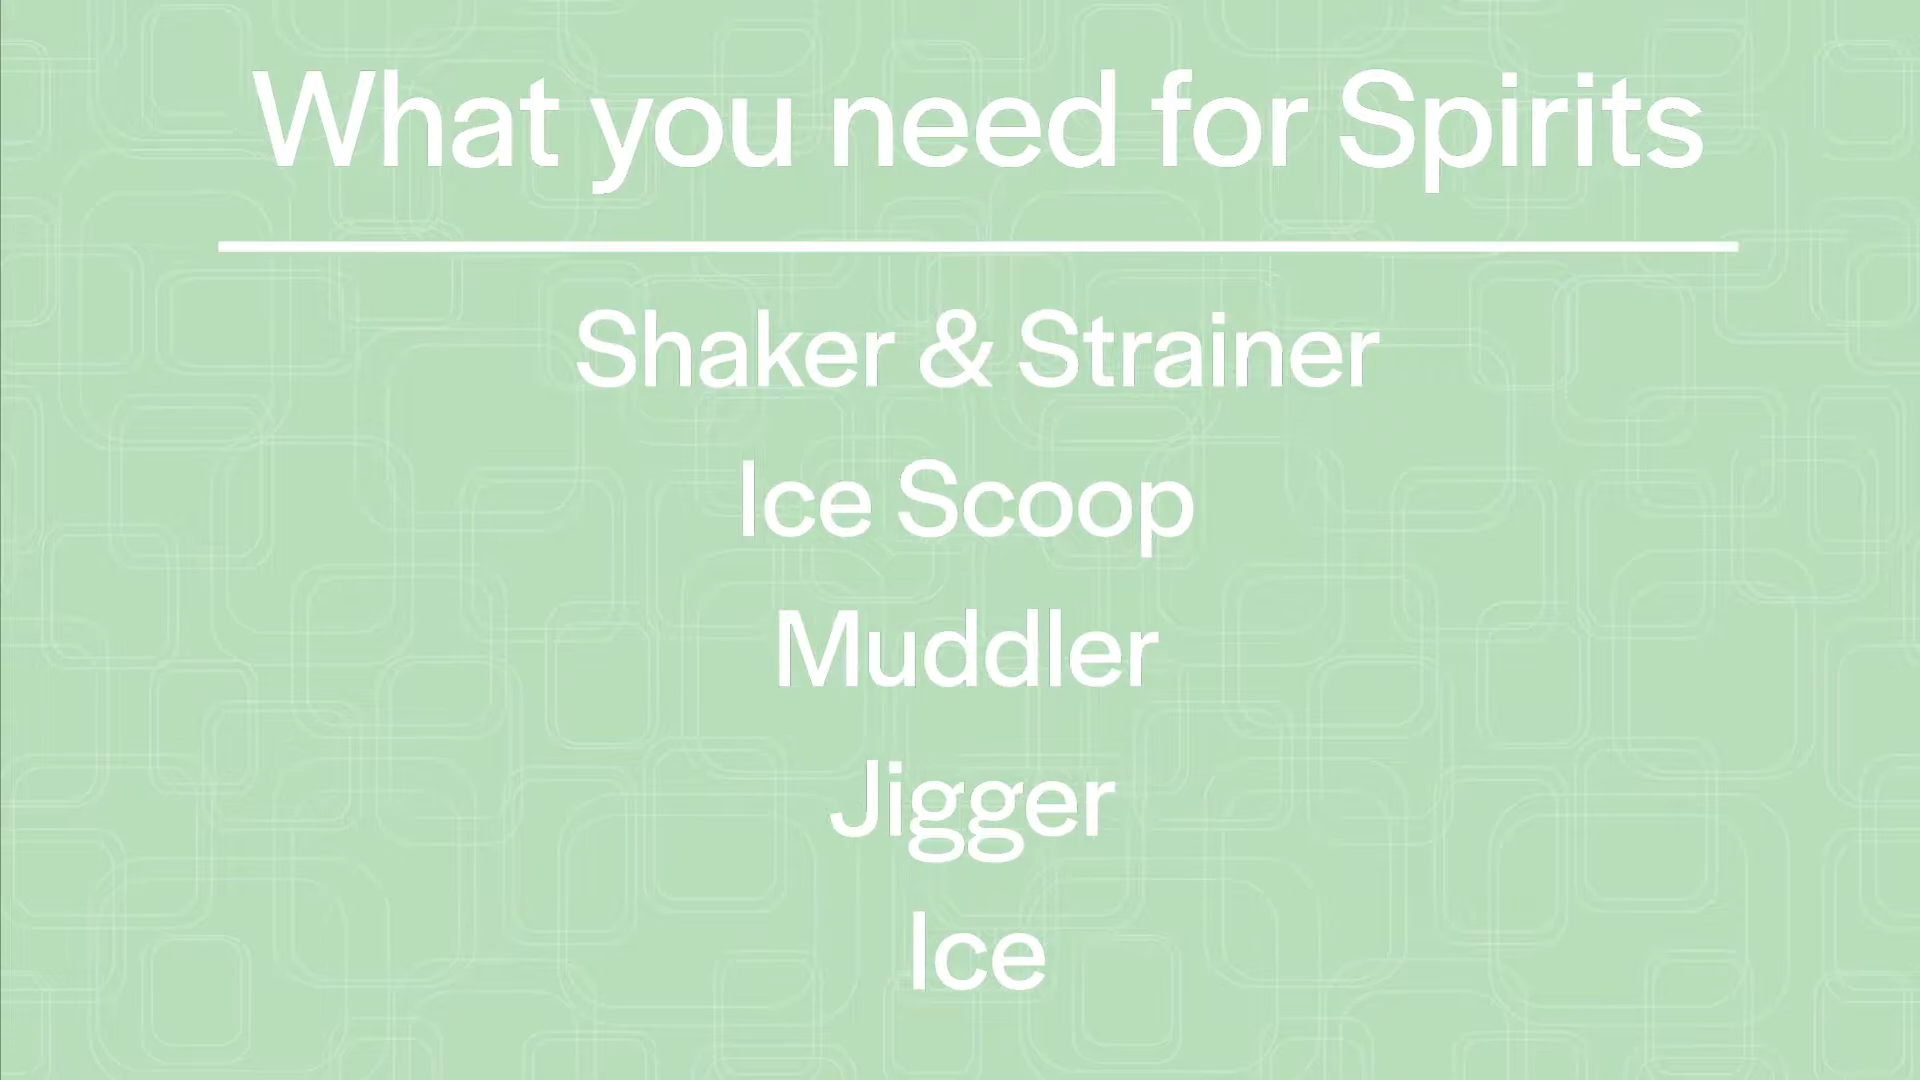 What you need for Spirits
Shaker & Strainer
Ice Scoop
Muddler
Jigger
Ice